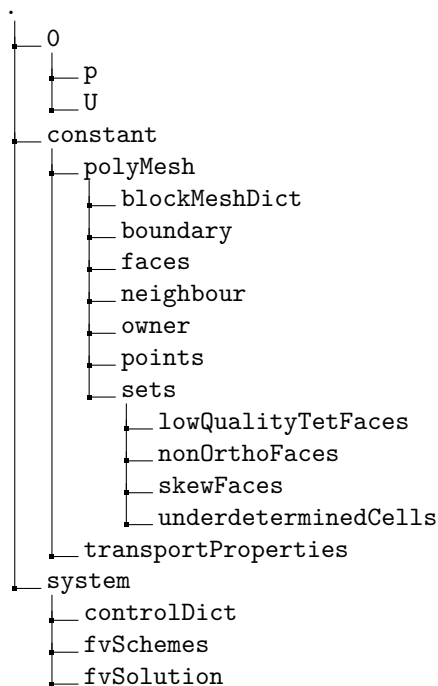 .
0
p
U
constant
polyMesh
blockMeshDict
boundary
faces
neighbour
owner
points
sets
lowQualityTetFaces
nonOrthoFaces
skewFaces
underdeterminedCells
transportProperties
system
controlDict
fvSchemes
fvSolution